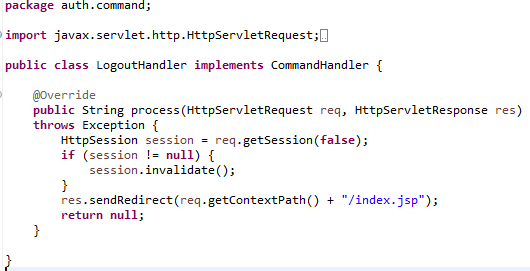 package auth.command;
import javax.servlet.http.HttpServletRequest;
public class LogoutHandler implements CommandHandler {
@Override
public String process(HttpServletRequest req, HttpServletResponse res)
throws Exception {
HttpSession session = req.getSession(false);
if (session != null) {
session.invalidate();
}
res.sendRedirect(req.getContextPath() + "/index.jsp");
return null;
}
}